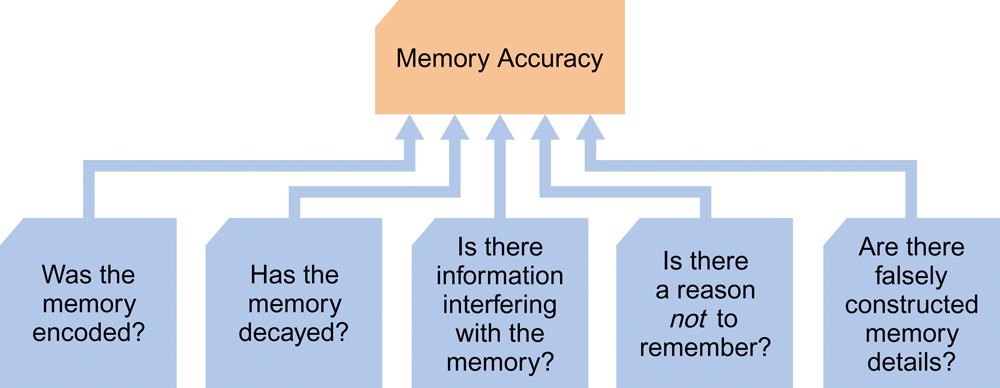 Memory Accuracy
Was the
memory
encoded?
Has the
memory
decayed?
Is there
information
interfering
with the
memory?
Is there
a reason
not to
remember?
Are there
falsely
constructed
memory
details?